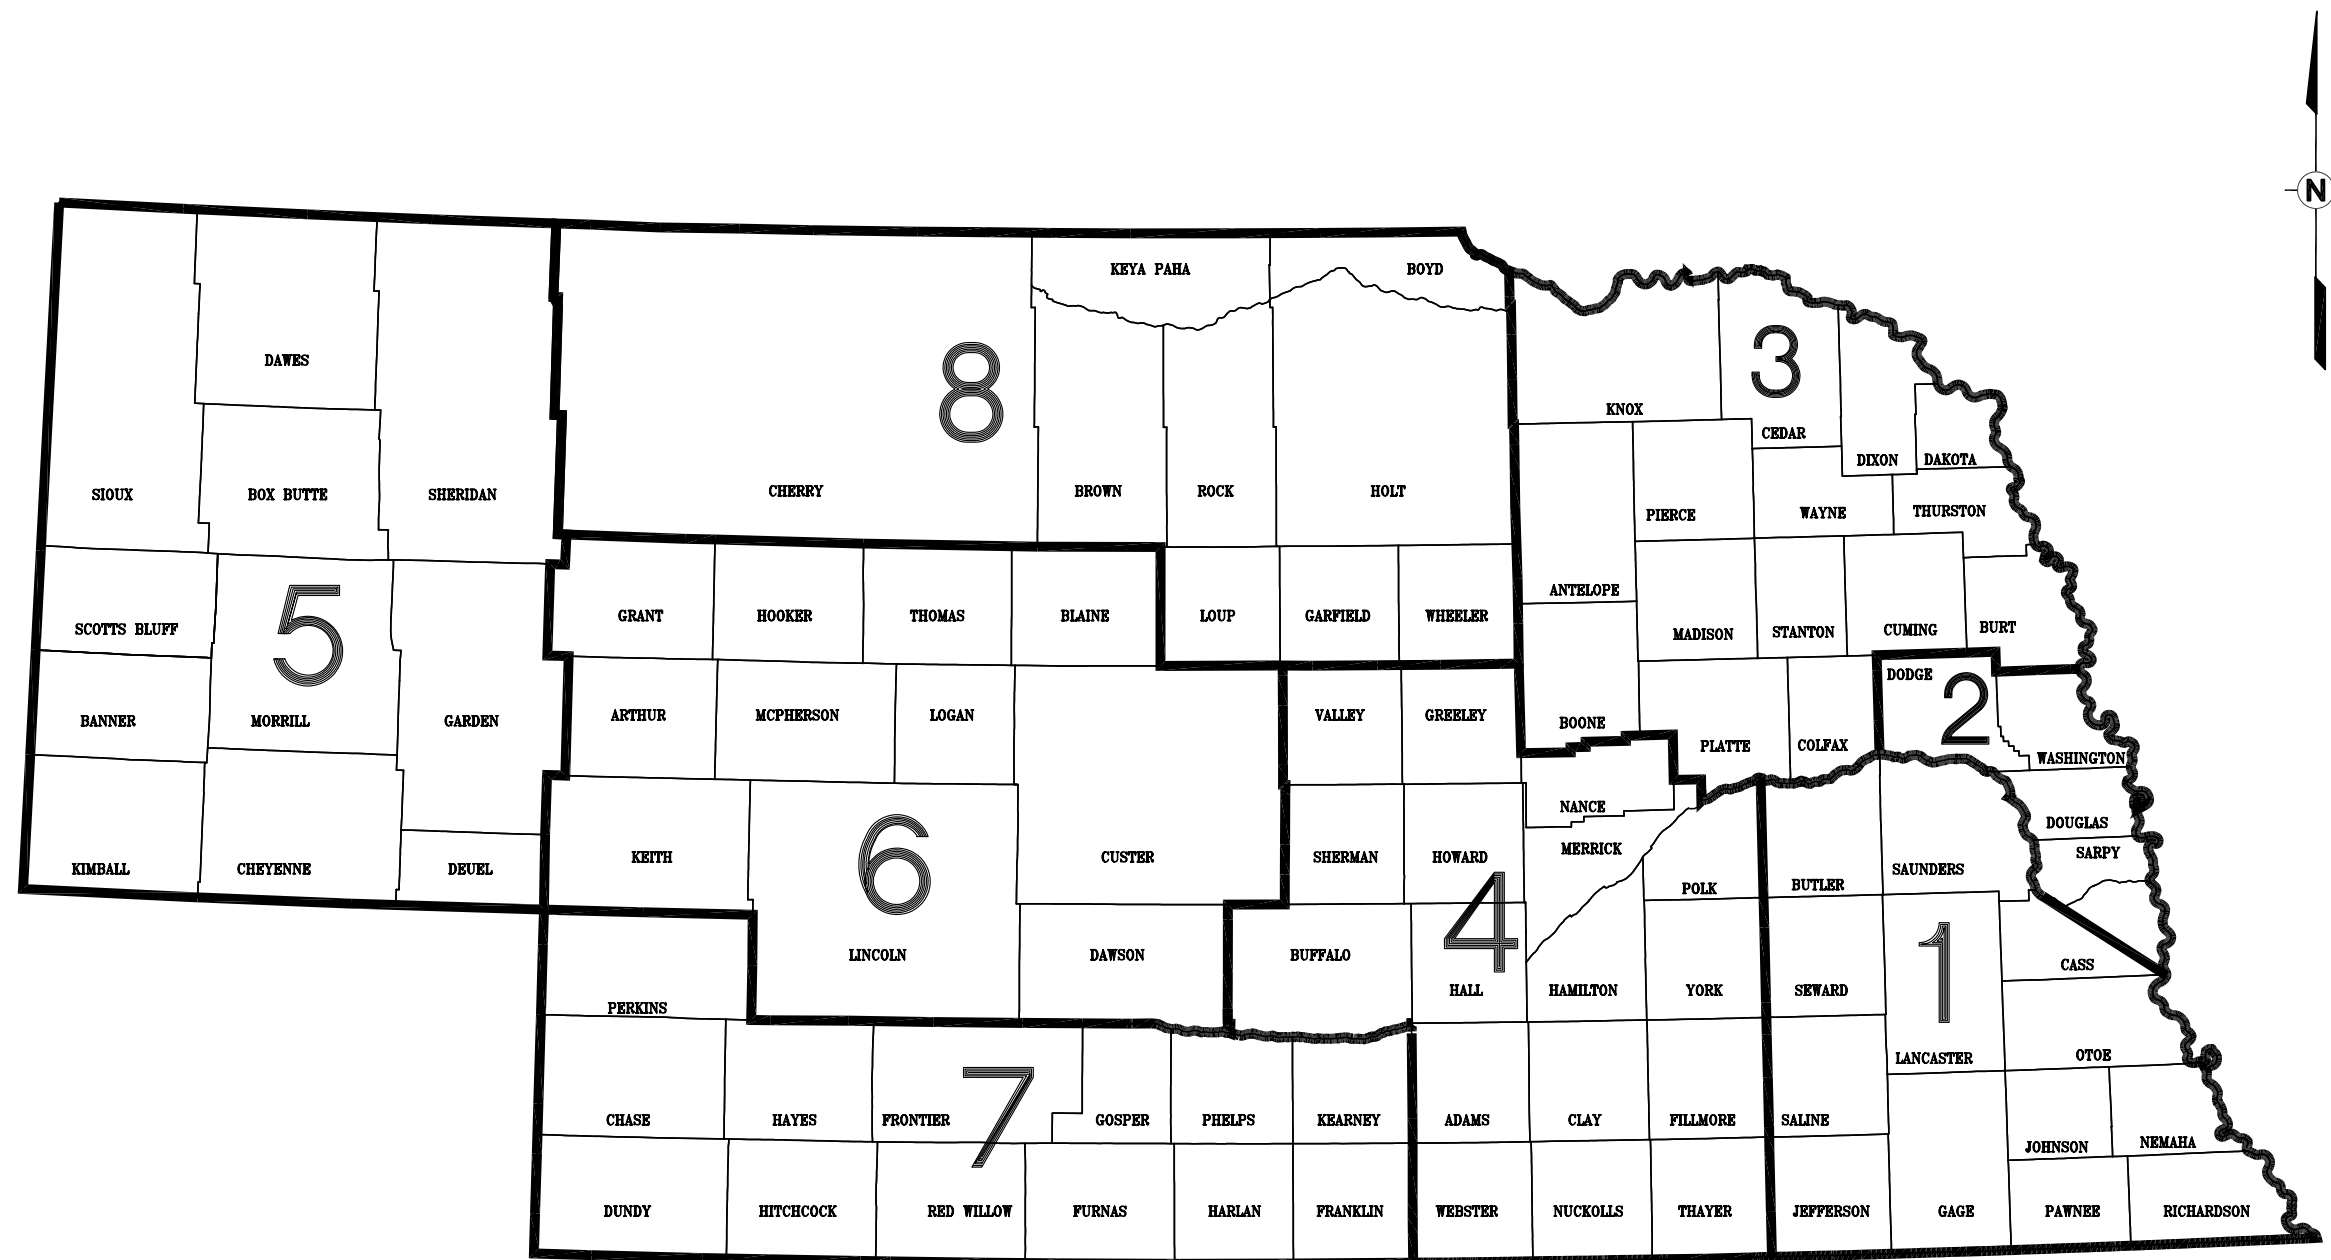 N
KEYA PAHA
BOYD
DAWES
8
3
KNOX
CEDAR
DIXON
DAKOTA
SIOUX
BOX BUTTE
SHERIDAN
CHERRY
BROWN
ROCK
HOLT
PIERCE
WAYNE
THURSTON
ANTELOPE
GRANT
HOOKER
THOMAS
BLAINE
LOUP
GARFIELD
WHEELER
SCOTTS BLUFF
5
MADISON
STANTON
CUMING
BURT
DODGE
2
BANNER
MORRILL
GARDEN
ARTHUR
MCPHERSON
LOGAN
VALLEY
GREELEY
BOONE
PLATTE
COLFAX
WASHINGTON
NANCE
DOUGLAS
KIMBALL
CHEYENNE
DEUEL
KEITH
6
CUSTER
SHERMAN
HOWARD
MERRICK
SARPY
POLK
BUTLER
SAUNDERS
4
LINCOLN
DAWSON
BUFFALO
HALL
HAMILTON
YORK
SEWARD
1
CASS
PERKINS
LANCASTER
OTOE
7
CHASE
HAYES
FRONTIER
GOSPER
PHELPS
KEARNEY
ADAMS
CLAY
FILLMORE
SALINE
JOHNSON
NEMAHA
DUNDY
HITCHCOCK
RED WILLOW
FURNAS
HARLAN
FRANKLIN
WEBSTER
NUCKOLLS
THAYER
JEFFERSON
GAGE
PAWNEE
RICHARDSON